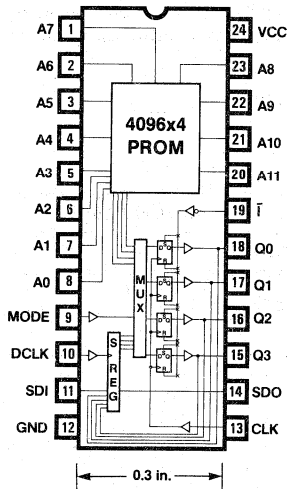 A7 1 24 VCC
A6 2 23 A8
A5 3 22 A9
4096x4
PROM
A4 4 21 A10
A3 5 20 A11
A2 6 19 I̅
A1 7 18 Q0
A0 8 17 Q1
MUX
MODE 9 16 Q2
DCLK 10 15 Q3
S REG
SDI 11 14 SDO
GND 12 13 CLK
0.3 in.